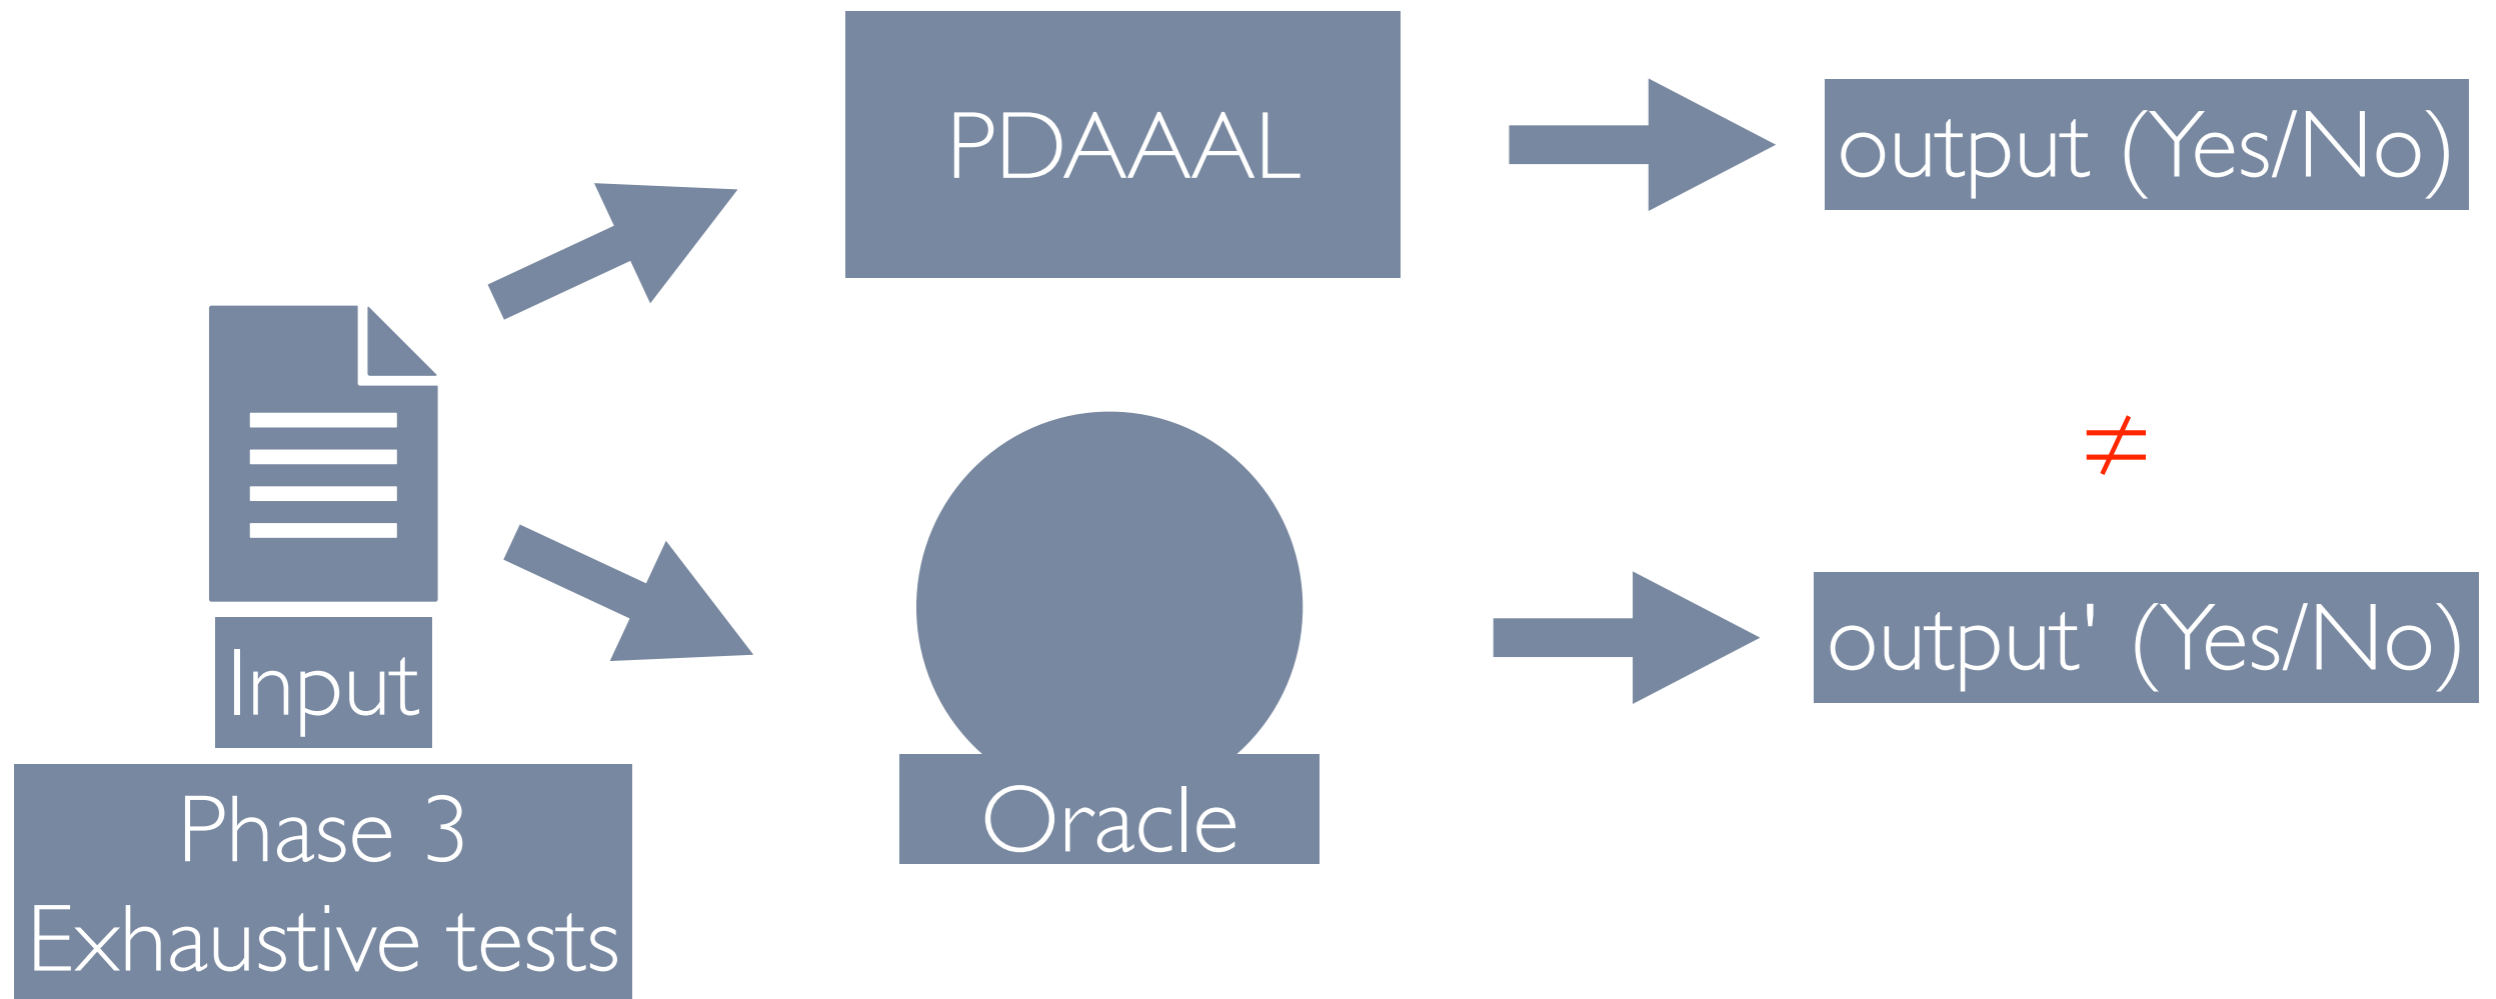 PDAAAL
output (Yes/No)
≠
Input
output' (Yes/No)
Phase 3
Exhaustive tests
Oracle